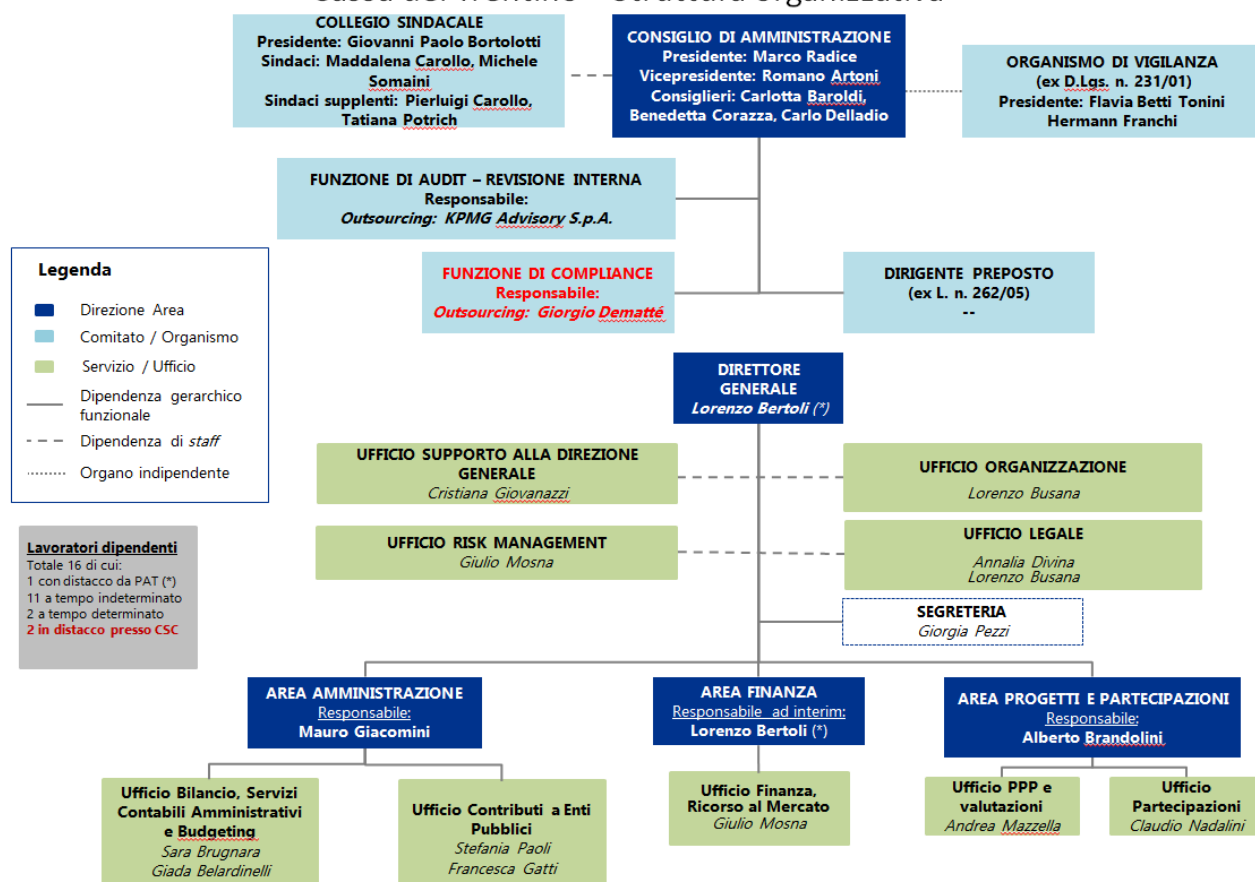 COLLEGIO SINDACALE
Presidente: Giovanni Paolo Bortolotti
Sindaci: Maddalena Carollo, Michele
Somaini
Sindaci supplenti: Pierluigi Carollo,
Tatiana Potrich
CONSIGLIO DI AMMINISTRAZIONE
Presidente: Marco Radice
Vicepresidente: Romano Artoni
Consiglieri: Carlotta Baroldi,
Benedetta Corazza, Carlo Delladio
ORGANISMO DI VIGILANZA
(ex D.Lgs. n. 231/01)
Presidente: Flavia Betti Tonini
Hermann Franchi
FUNZIONE DI AUDIT – REVISIONE INTERNA
Responsabile:
Outsourcing: KPMG Advisory S.p.A.
FUNZIONE DI COMPLIANCE
Responsabile:
Outsourcing: Giorgio Dematté
DIRIGENTE PREPOSTO
(ex L. n. 262/05)
--
Legenda
Direzione Area
Comitato / Organismo
Servizio / Ufficio
Dipendenza gerarchico
funzionale
Dipendenza di staff
Organo indipendente
DIRETTORE
GENERALE
Lorenzo Bertoli (*)
UFFICIO SUPPORTO ALLA DIREZIONE
GENERALE
Cristiana Giovanazzi
UFFICIO ORGANIZZAZIONE
Lorenzo Busana
UFFICIO RISK MANAGEMENT
Giulio Mosna
UFFICIO LEGALE
Annalia Divina
Lorenzo Busana
Lavoratori dipendenti
Totale 16 di cui:
1 con distacco da PAT (*)
11 a tempo indeterminato
2 a tempo determinato
2 in distacco presso CSC
SEGRETERIA
Giorgia Pezzi
AREA AMMINISTRAZIONE
Responsabile:
Mauro Giacomini
AREA FINANZA
Responsabile ad interim:
Lorenzo Bertoli (*)
AREA PROGETTI E PARTECIPAZIONI
Responsabile:
Alberto Brandolini
Ufficio Bilancio, Servizi
Contabili Amministrativi
e Budgeting
Sara Brugnara
Giada Belardinelli
Ufficio Contributi a Enti
Pubblici
Stefania Paoli
Francesca Gatti
Ufficio Finanza,
Ricorso al Mercato
Giulio Mosna
Ufficio PPP e
valutazioni
Andrea Mazzella
Ufficio
Partecipazioni
Claudio Nadalini